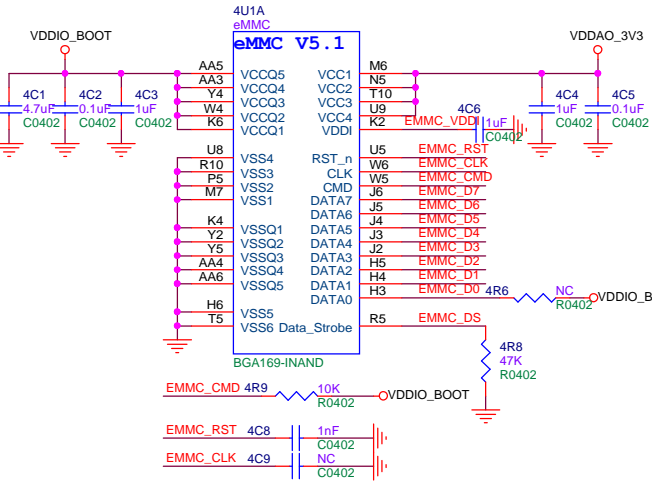 4U1A
eMMC
eMMC V5.1
VDDIO_BOOT
VDDAO_3V3
4C1
4.7uF
C0402
4C2
0.1uF
C0402
4C3
1uF
C0402
AA5 VCCQ5
AA3 VCCQ4
Y4 VCCQ3
W4 VCCQ2
K6 VCCQ1
U8 VSS4
R10 VSS3
P5 VSS2
M7 VSS1
K4 VSSQ1
Y2 VSSQ2
Y5 VSSQ3
AA4 VSSQ4
AA6 VSSQ5
H6 VSS5
T5 VSS6
VCC1 M6
VCC2 N5
VCC3 T10
VCC4 U9
VDDI K2 EMMC_VDDI
4C6
1uF
C0402
4C4
1uF
C0402
4C5
0.1uF
C0402
RST_n U5 EMMC_RST
CLK W6 EMMC_CLK
CMD W5 EMMC_CMD
DATA7 J6 EMMC_D7
DATA6 J5 EMMC_D6
DATA5 J4 EMMC_D5
DATA4 J3 EMMC_D4
DATA3 J2 EMMC_D3
DATA2 H5 EMMC_D2
DATA1 H4 EMMC_D1
DATA0 H3 EMMC_D0 4R6 NC VDDIO_B
R0402
Data_Strobe R5 EMMC_DS
4R8
47K
R0402
BGA169-INAND
EMMC_CMD 4R9 10K VDDIO_BOOT
R0402
EMMC_RST 4C8 1nF
C0402
EMMC_CLK 4C9 NC
C0402